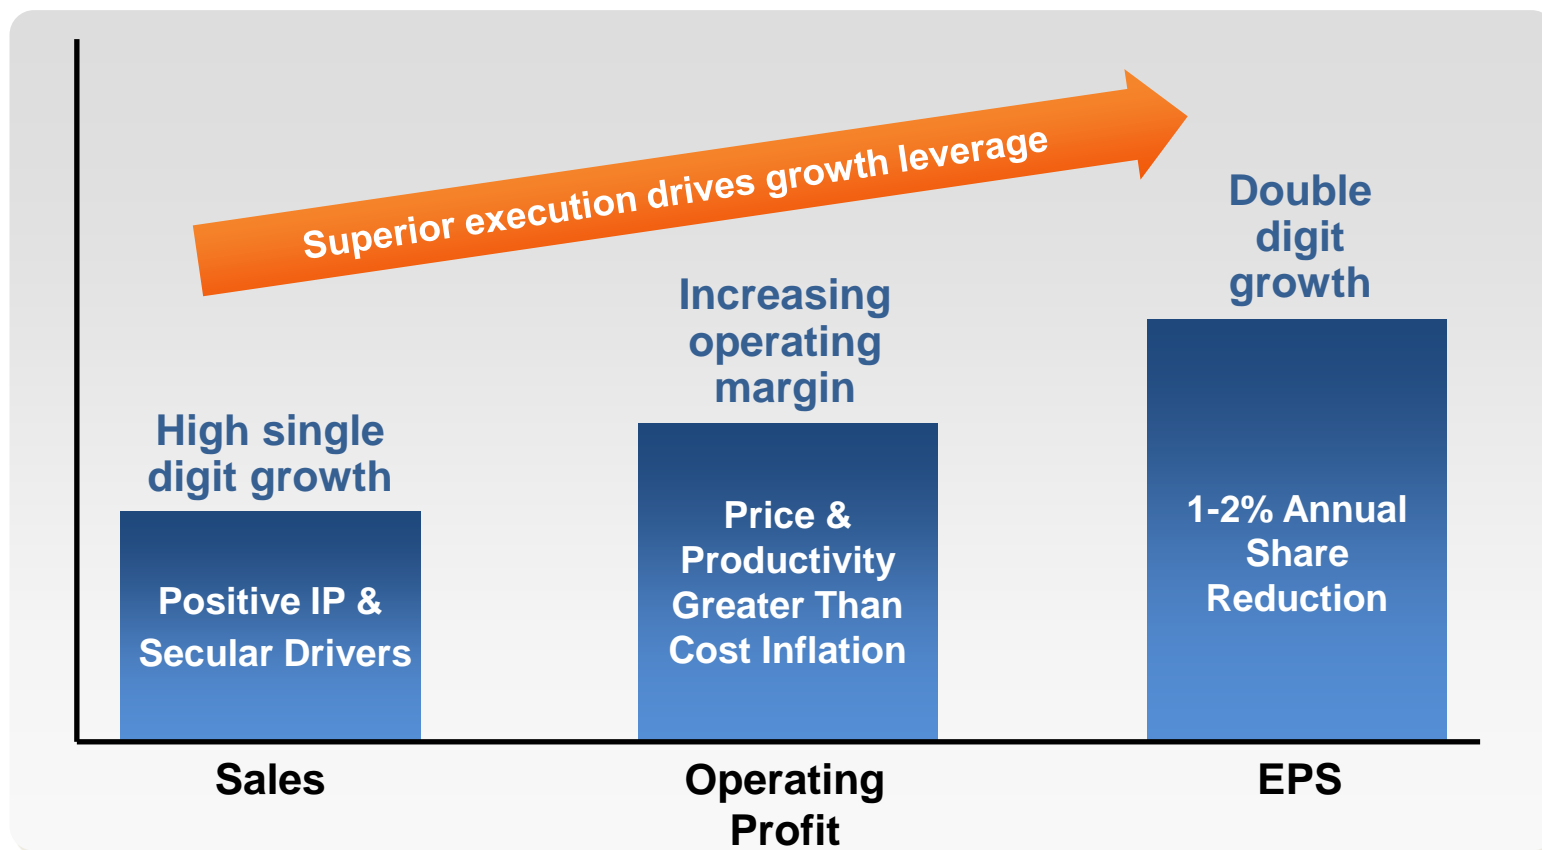 Superior execution drives growth leverage
High single
digit growth
Positive IP &
Secular Drivers
Sales
Increasing
operating
margin
Price &
Productivity
Greater Than
Cost Inflation
Operating
Profit
Double
digit
growth
1-2% Annual
Share
Reduction
EPS